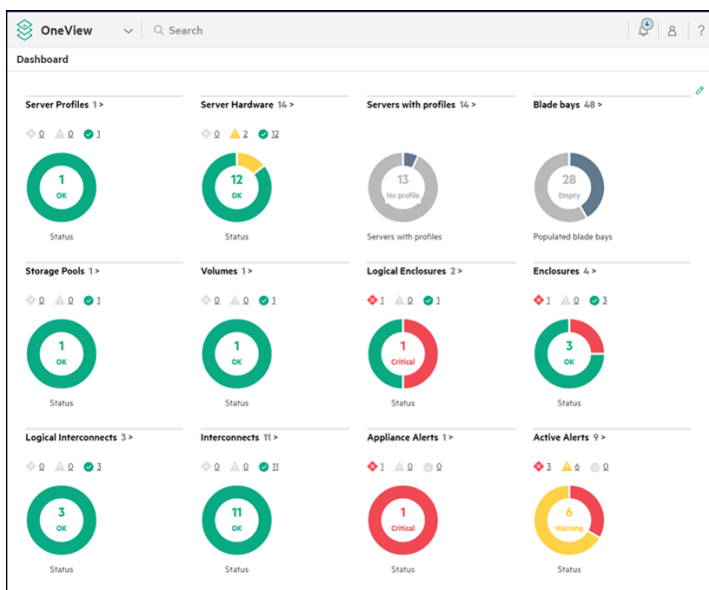 OneView
Search
4
?
Dashboard
Server Profiles 1 >
Server Hardware 14 >
Servers with profiles 14 >
Blade bays 48 >
0 0 1
0 2 12
1
OK
12
OK
13
No profile
28
Empty
Status
Status
Servers with profiles
Populated blade bays
Storage Pools 1 >
Volumes 1 >
Logical Enclosures 2 >
Enclosures 4 >
0 0 1
0 0 1
1 0 1
1 0 3
1
OK
1
OK
1
Critical
3
OK
Status
Status
Status
Status
Logical Interconnects 3 >
Interconnects 11 >
Appliance Alerts 1 >
Active Alerts 9 >
0 0 3
0 0 11
1 0 0
3 6 0
3
OK
11
OK
1
Critical
6
Warning
Status
Status
Status
Status